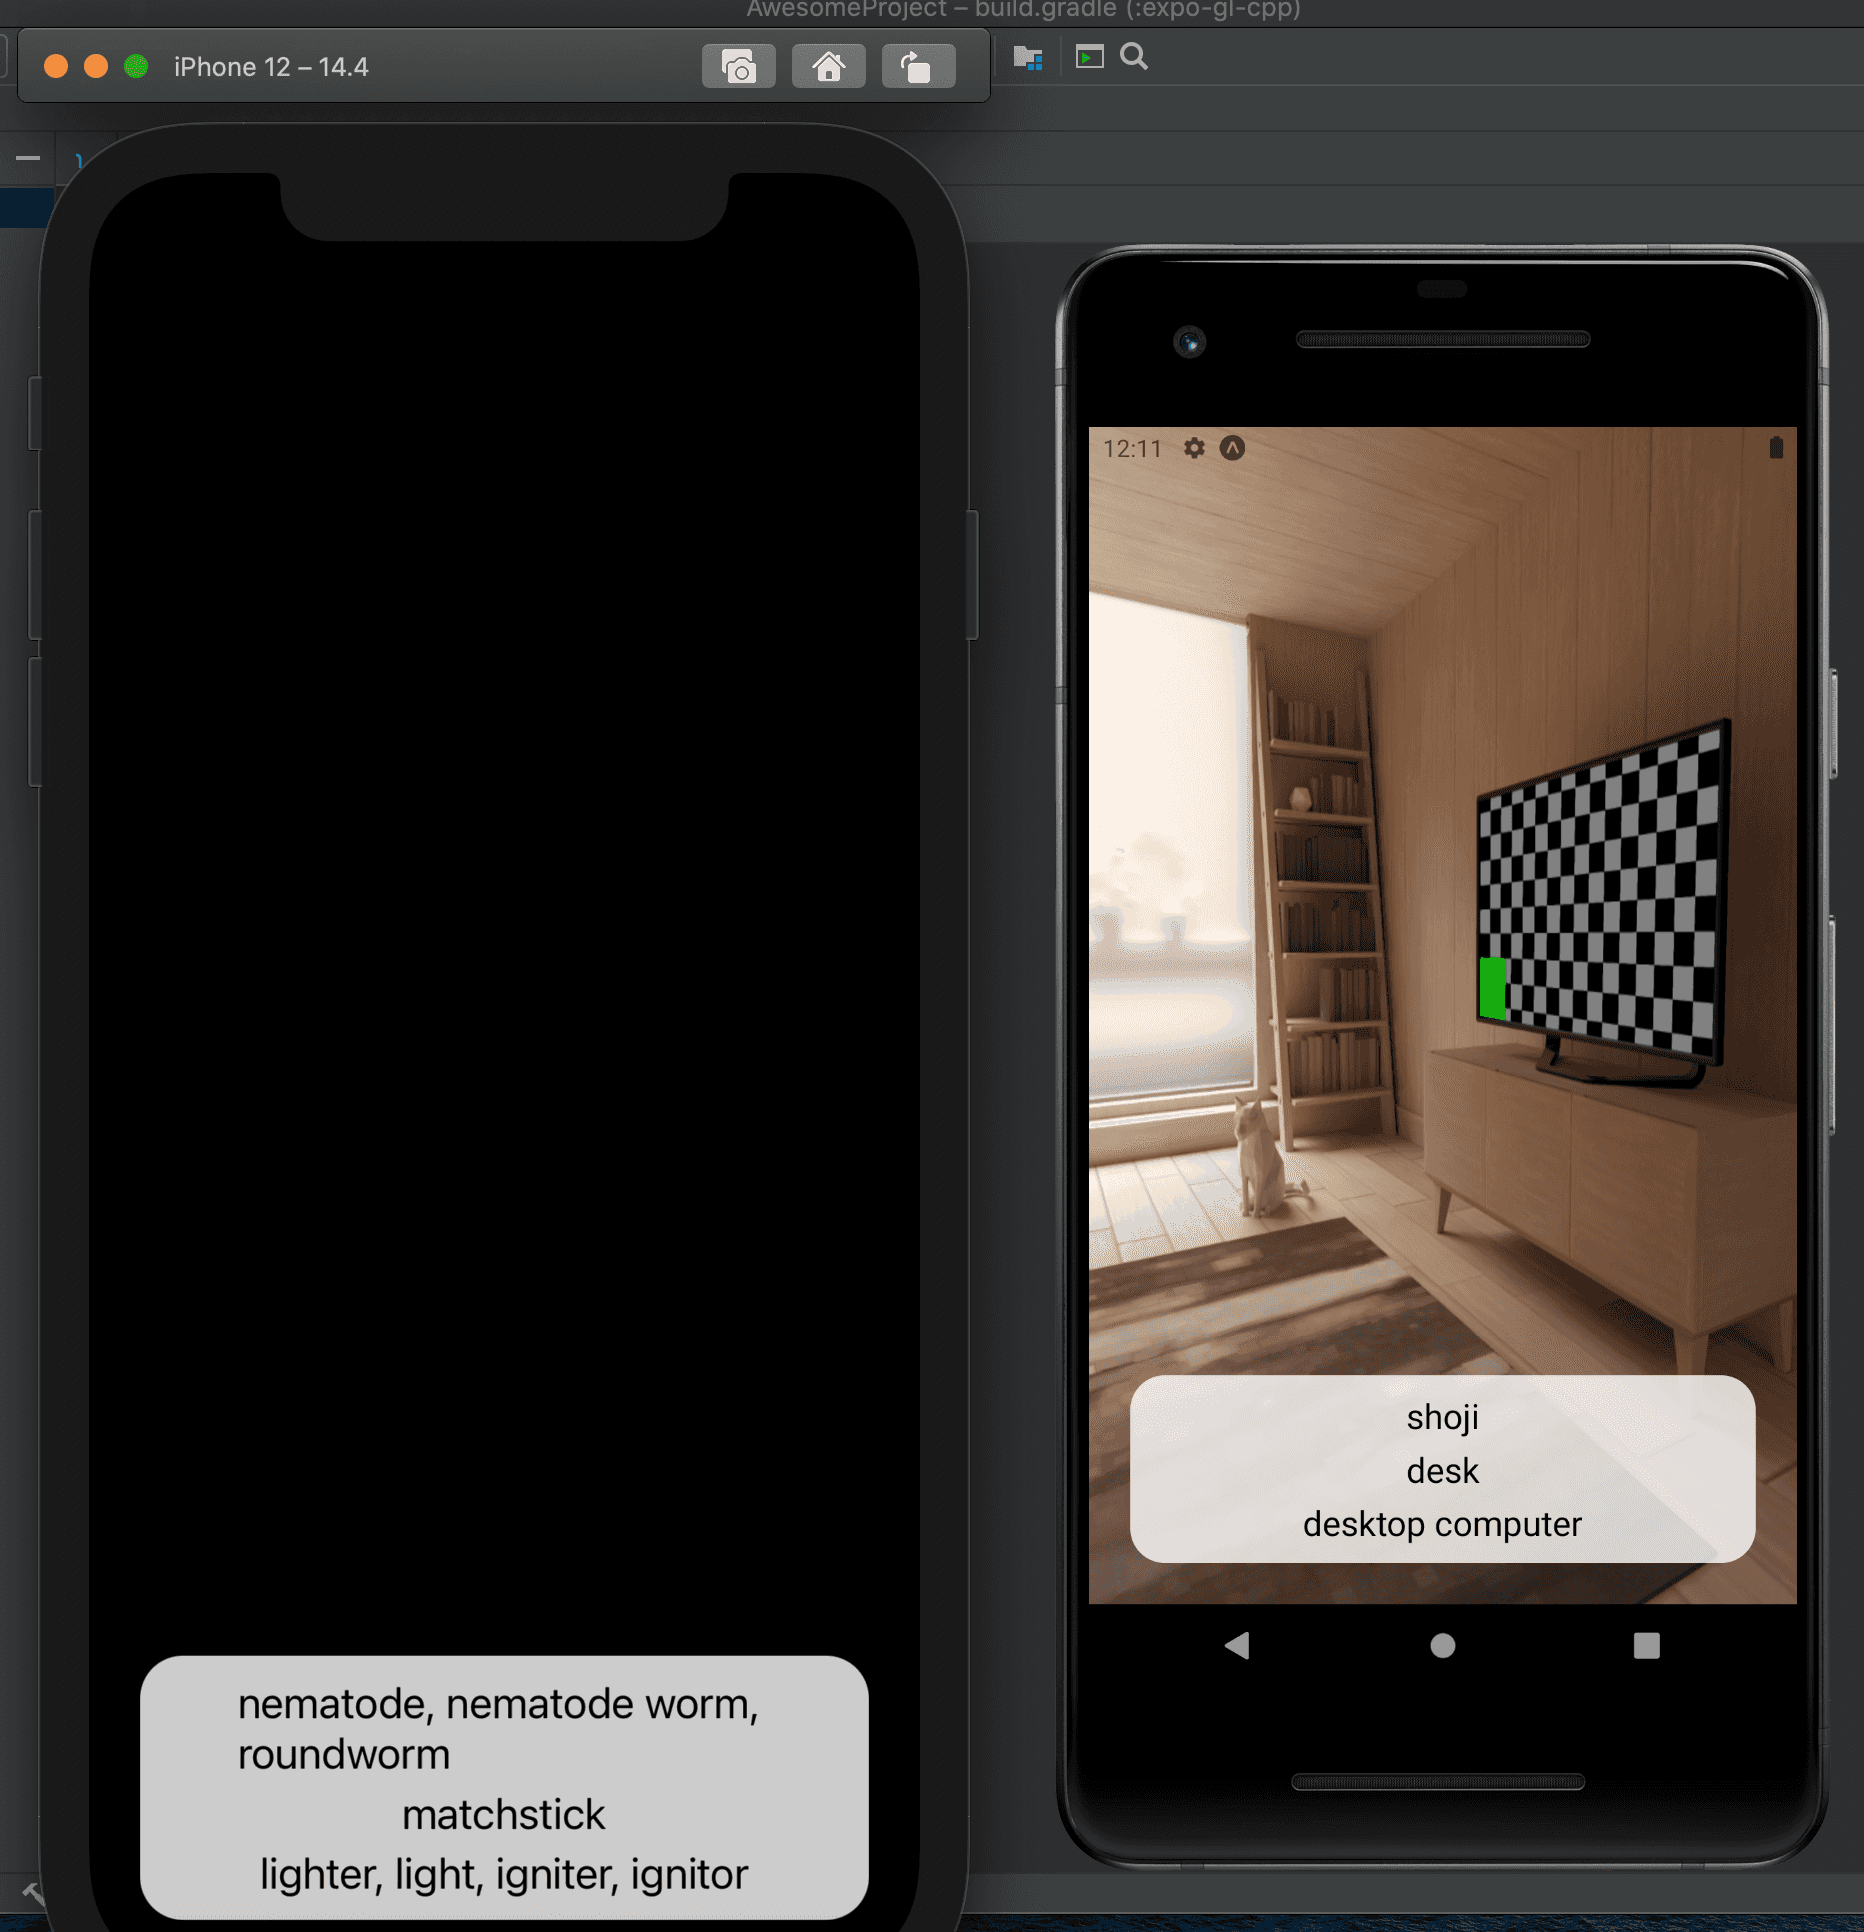 AwesomeProject – build.gradle (:expo-gl-cpp)
iPhone 12 – 14.4
12:11
shoji
desk
desktop computer
nematode, nematode worm,
roundworm
matchstick
lighter, light, igniter, ignitor